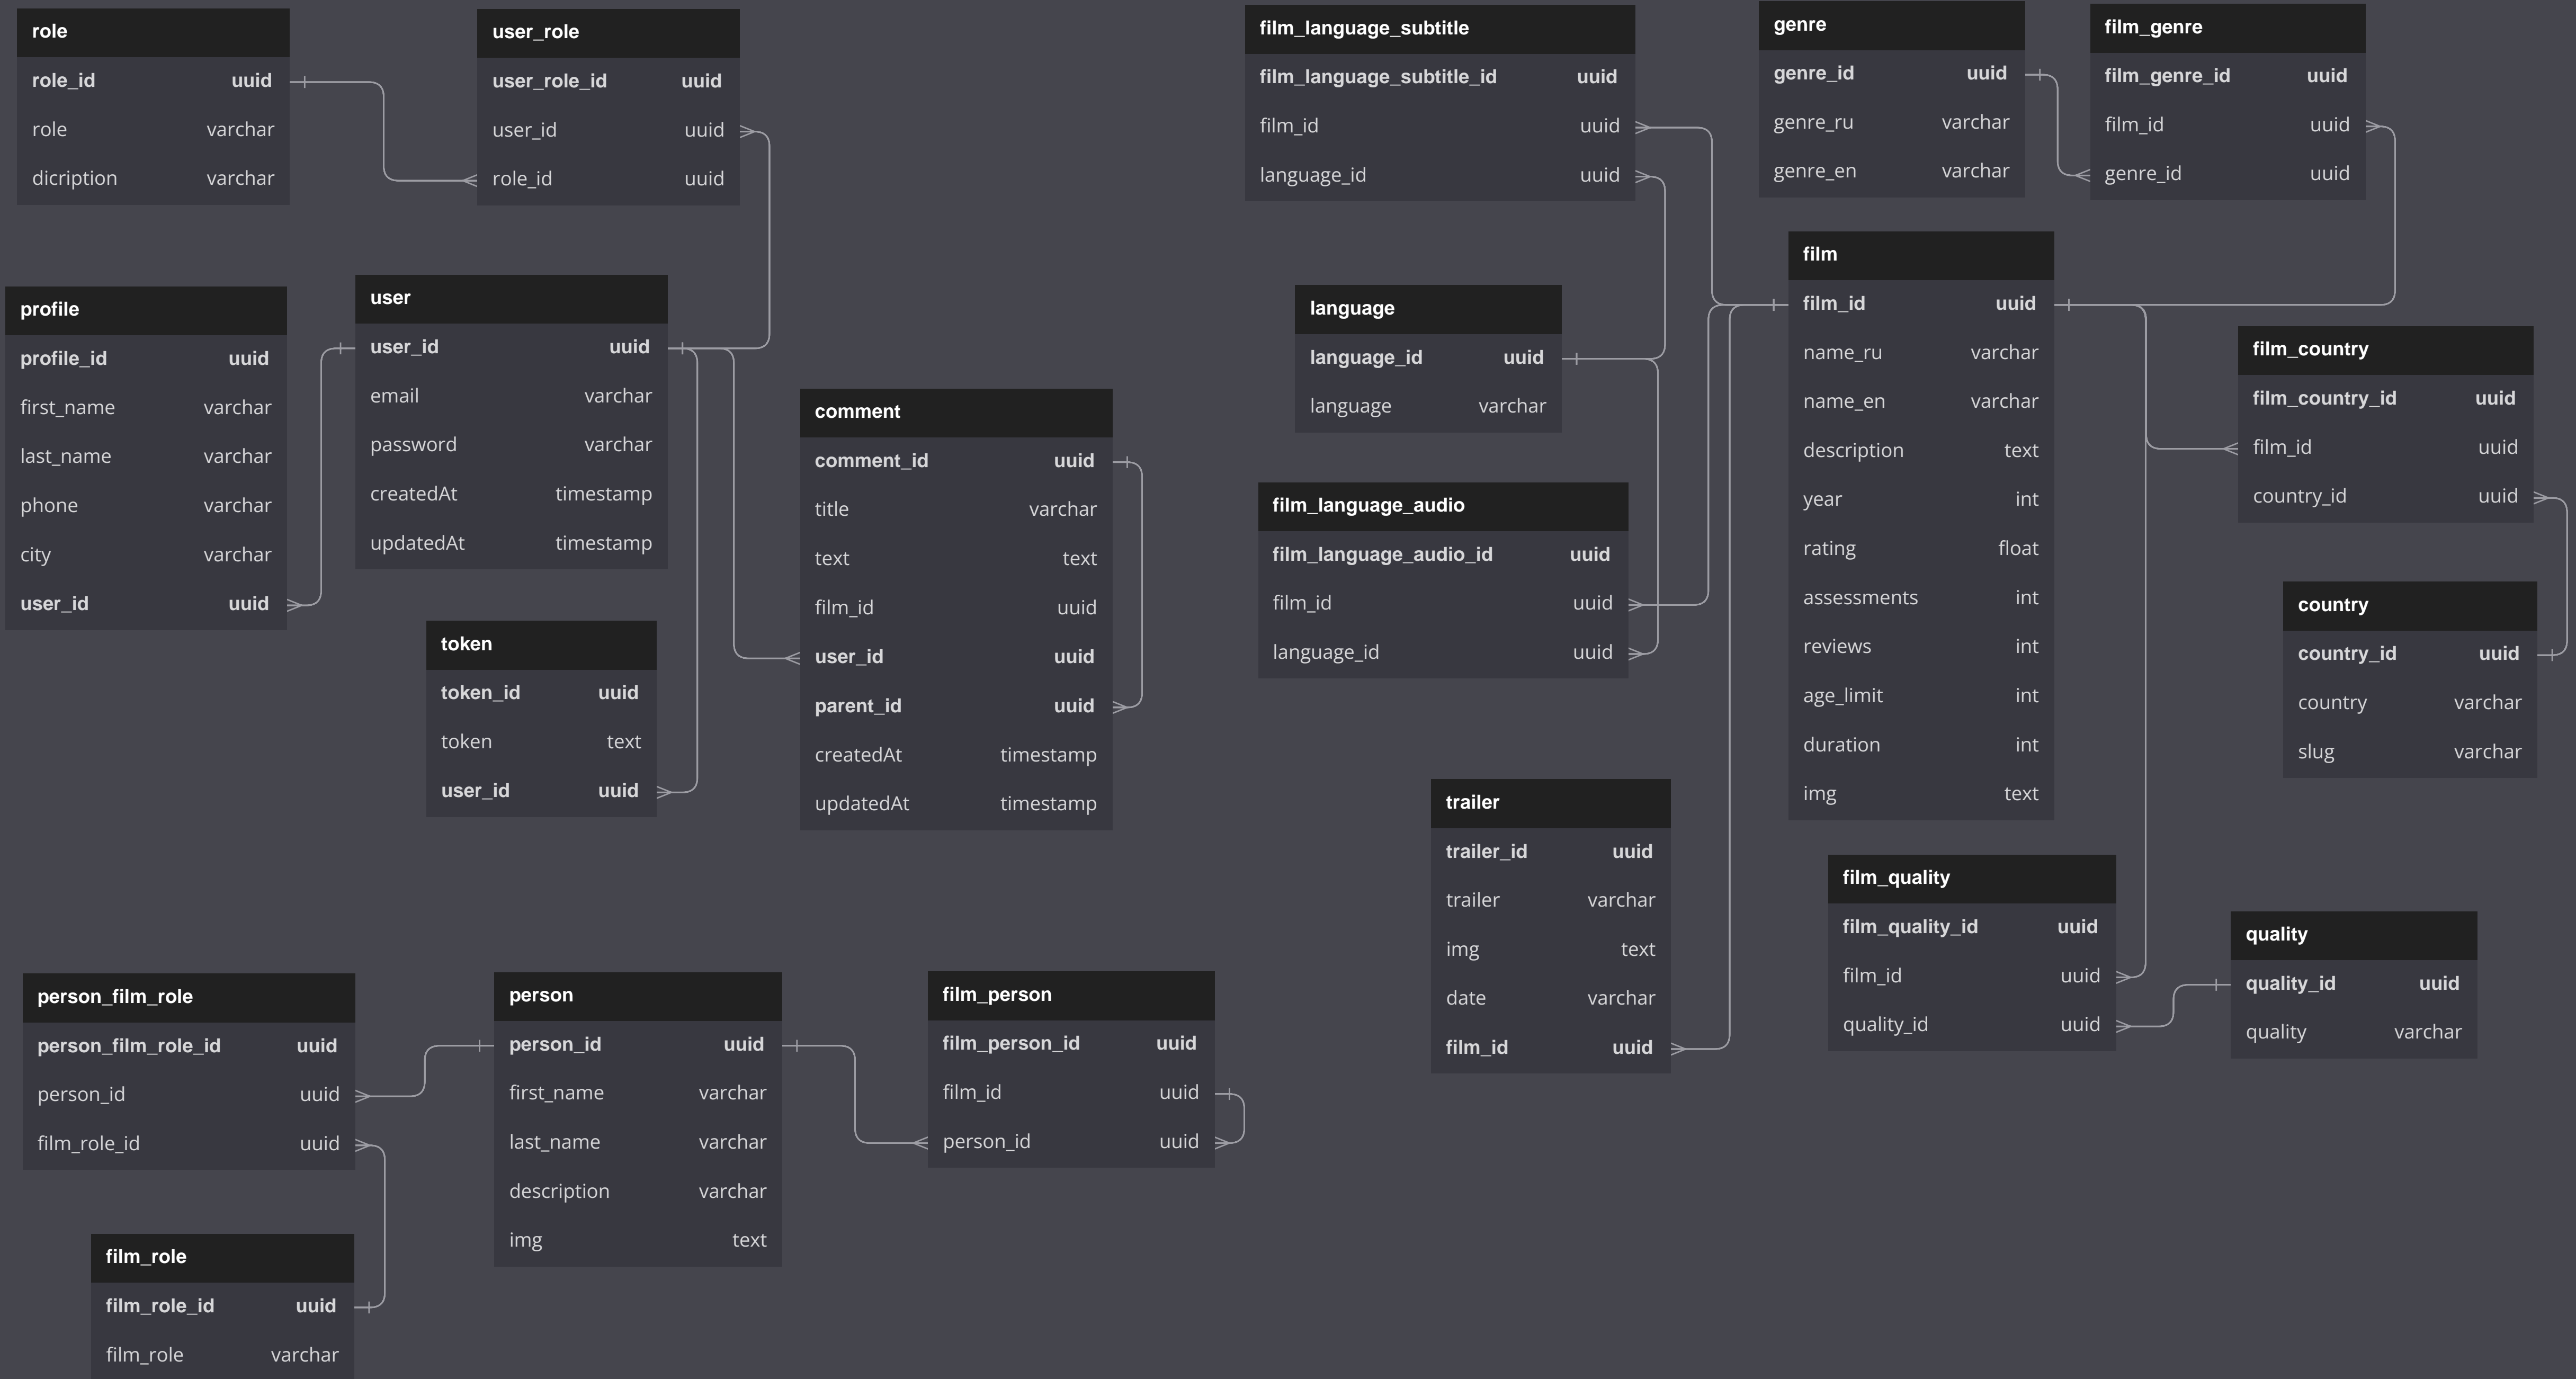 role
role_id uuid
role varchar
dicription varchar
user_role
user_role_id uuid
user_id uuid
role_id uuid
film_language_subtitle
film_language_subtitle_id uuid
film_id uuid
language_id uuid
genre
genre_id uuid
genre_ru varchar
genre_en varchar
film_genre
film_genre_id uuid
film_id uuid
genre_id uuid
profile
profile_id uuid
first_name varchar
last_name varchar
phone varchar
city varchar
user_id uuid
user
user_id uuid
email varchar
password varchar
createdAt timestamp
updatedAt timestamp
token
token_id uuid
token text
user_id uuid
comment
comment_id uuid
title varchar
text text
film_id uuid
user_id uuid
parent_id uuid
createdAt timestamp
updatedAt timestamp
language
language_id uuid
language varchar
film_language_audio
film_language_audio_id uuid
film_id uuid
language_id uuid
film
film_id uuid
name_ru varchar
name_en varchar
description text
year int
rating float
assessments int
reviews int
age_limit int
duration int
img text
film_country
film_country_id uuid
film_id uuid
country_id uuid
country
country_id uuid
country varchar
slug varchar
trailer
trailer_id uuid
trailer varchar
img text
date varchar
film_id uuid
film_quality
film_quality_id uuid
film_id uuid
quality_id uuid
quality
quality_id uuid
quality varchar
person_film_role
person_film_role_id uuid
person_id uuid
film_role_id uuid
person
person_id uuid
first_name varchar
last_name varchar
description varchar
img text
film_person
film_person_id uuid
film_id uuid
person_id uuid
film_role
film_role_id uuid
film_role varchar